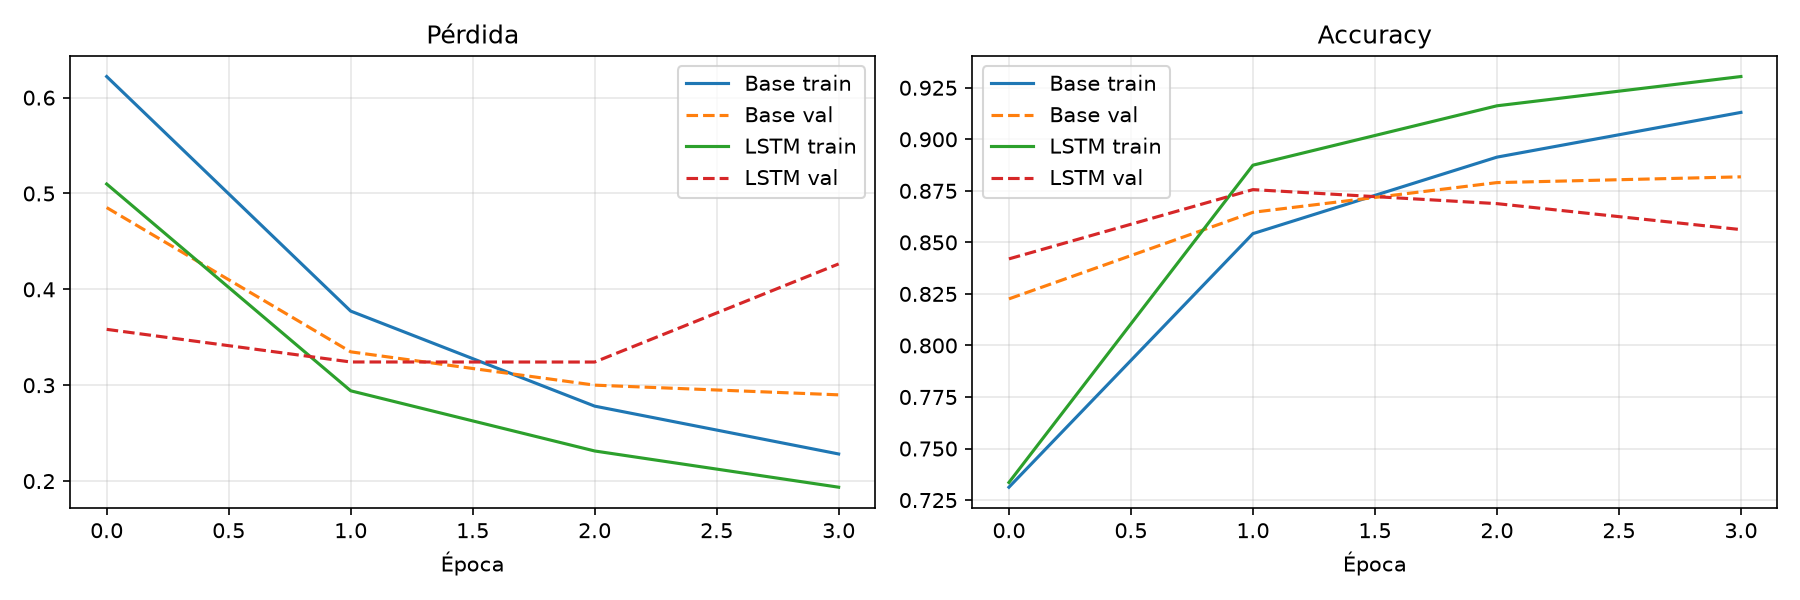 Pérdida
0.6
0.5
0.4
0.3
0.2
Base train
Base val
LSTM train
LSTM val
0.0 0.5 1.0 1.5 2.0 2.5 3.0
Época
Accuracy
0.925
0.900
0.875
0.850
0.825
0.800
0.775
0.750
0.725
Base train
Base val
LSTM train
LSTM val
0.0 0.5 1.0 1.5 2.0 2.5 3.0
Época